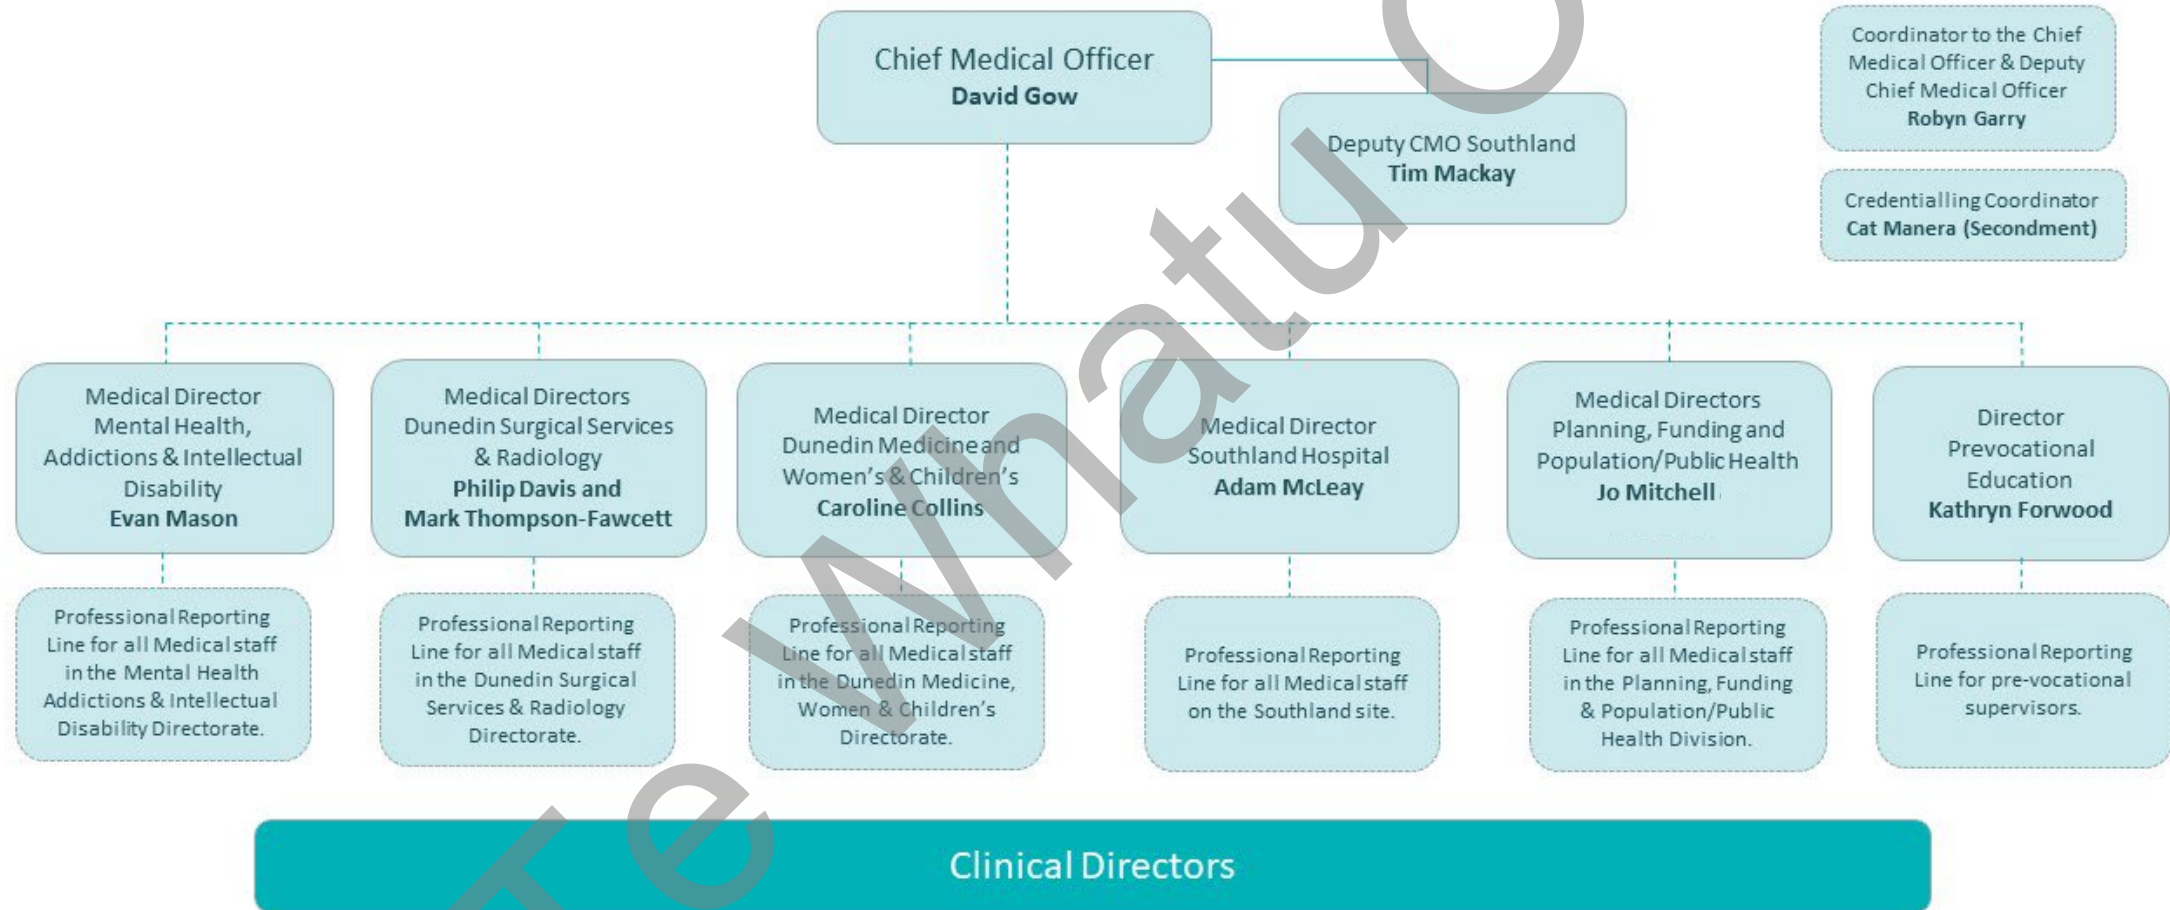 Chief Medical Officer
David Gow
Deputy CMO Southland
Tim Mackay
Coordinator to the Chief
Medical Officer & Deputy
Chief Medical Officer
Robyn Garry
Credentialling Coordinator
Cat Manera (Secondment)
Medical Director
Mental Health,
Addictions & Intellectual
Disability
Evan Mason
Medical Directors
Dunedin Surgical Services
& Radiology
Philip Davis and
Mark Thompson-Fawcett
Medical Director
Dunedin Medicine and
Women's & Children's
Caroline Collins
Medical Director
Southland Hospital
Adam McLeay
Medical Directors
Planning, Funding and
Population/Public Health
Jo Mitchell
Director
Prevocational
Education
Kathryn Forwood
Professional Reporting
Line for all Medical staff
in the Mental Health
Addictions & Intellectual
Disability Directorate.
Professional Reporting
Line for all Medical staff
in the Dunedin Surgical
Services & Radiology
Directorate.
Professional Reporting
Line for all Medical staff
in the Dunedin Medicine,
Women & Children's
Directorate.
Professional Reporting
Line for all Medical staff
on the Southland site.
Professional Reporting
Line for all Medical staff
in the Planning, Funding
& Population/Public
Health Division.
Professional Reporting
Line for pre-vocational
supervisors.
Clinical Directors
Te Whatu